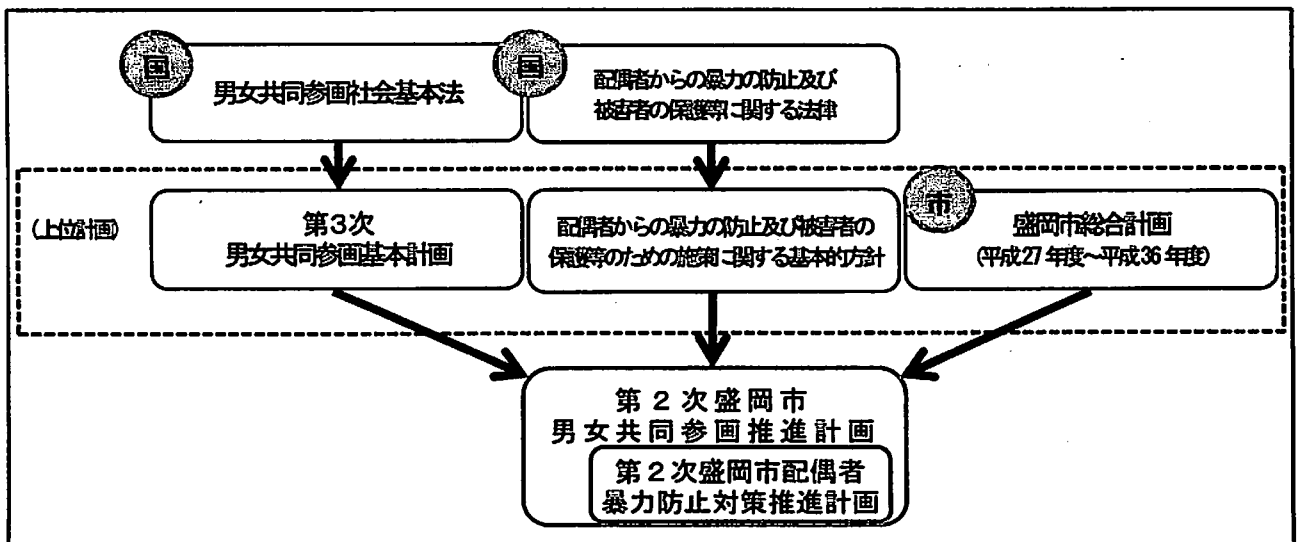 国
男女共同参画社会基本法
国
配偶者からの暴力の防止及び
被害者の保護等に関する法律
(上位計画)
第3次
男女共同参画基本計画
配偶者からの暴力の防止及び被害者の
保護等のための施策に関する基本的方針
市
盛岡市総合計画
(平成27年度～平成36年度)
第2次盛岡市
男女共同参画推進計画
第2次盛岡市配偶者
暴力防止対策推進計画